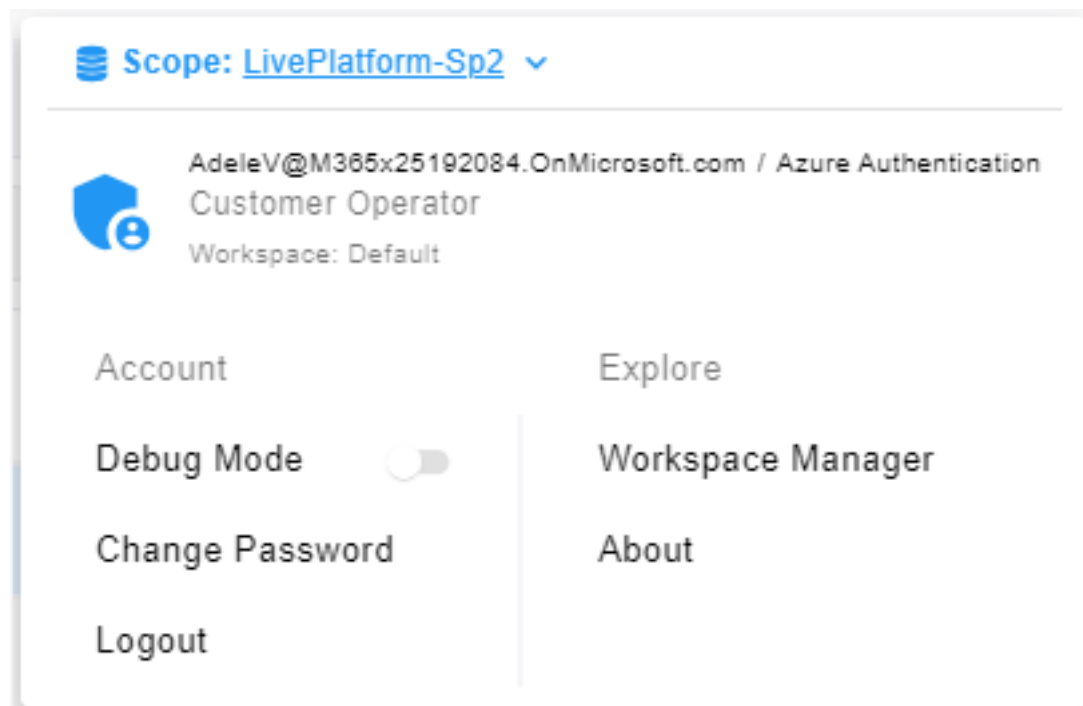 Scope: LivePlatform-Sp2
AdeleV@M365x25192084.OnMicrosoft.com / Azure Authentication
Customer Operator
Workspace: Default
Account
Debug Mode
Change Password
Logout
Explore
Workspace Manager
About